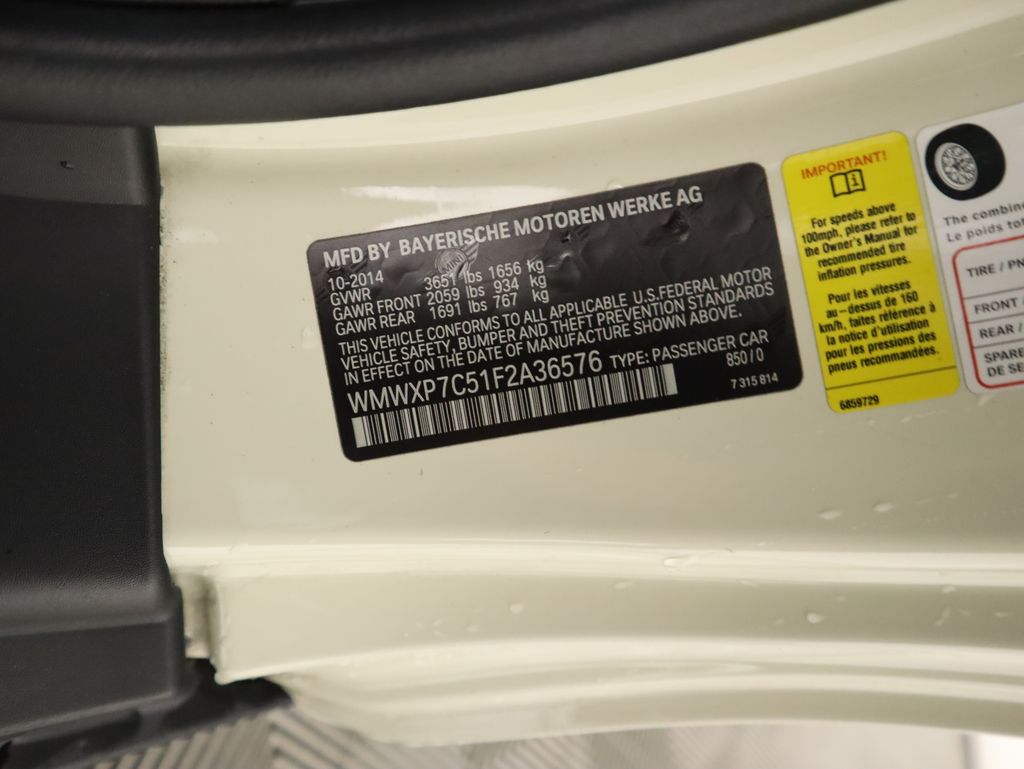 MFD BY BAYERISCHE MOTOREN WERKE AG
10-2014
GVWR 3651 lbs 1656 kg
GAWR FRONT 2059 lbs 934 kg
GAWR REAR 1691 lbs 767 kg
THIS VEHICLE CONFORMS TO ALL APPLICABLE U.S.FEDERAL MOTOR
VEHICLE SAFETY, BUMPER AND THEFT PREVENTION STANDARDS
IN EFFECT ON THE DATE OF MANUFACTURE SHOWN ABOVE.
WMWXP7C51F2A36576 TYPE: PASSENGER CAR
850/0
7 315 814
IMPORTANT!
For speeds above
100mph, please refer to
the Owner's Manual for
recommended tire
inflation pressures.
Pour les vitesses
au-dessus de 160
km/h, faites référence à
la notice d'utilisation
pour les pressions des
pneus recommandées.
6859729
The combin
Le poids tot
TIRE / PN
FRONT
REAR /
SPARE
DE SE